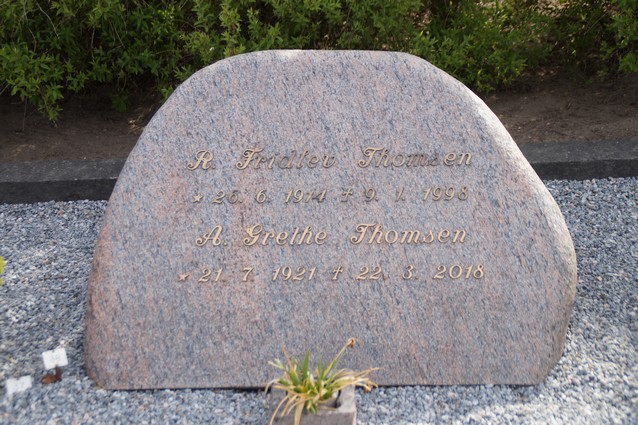 R. Fridlev Thomsen
* 26. 6. 1914 † 9. 1. 1998
A. Grethe Thomsen
* 21. 7. 1921 † 22. 3. 2018